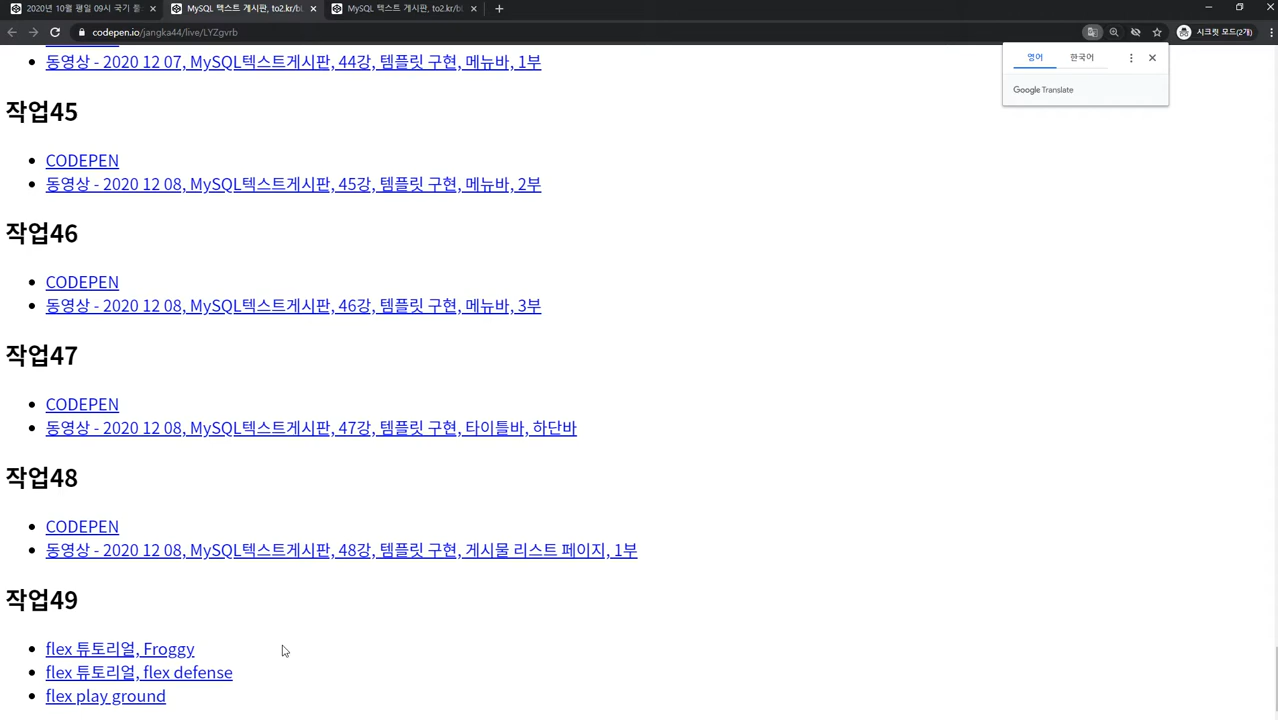 2020년 10월 평일 09시 국기 훈
MySQL 텍스트 게시판, to2.kr/bl
MySQL 텍스트 게시판, to2.kr/bl
codepen.io/jangka44/live/LYZgvrb
시크릿 모드(2개)
영어 한국어
Google Translate
동영상 - 2020 12 07, MySQL텍스트게시판, 44강, 템플릿 구현, 메뉴바, 1부
작업45
CODEPEN
동영상 - 2020 12 08, MySQL텍스트게시판, 45강, 템플릿 구현, 메뉴바, 2부
작업46
CODEPEN
동영상 - 2020 12 08, MySQL텍스트게시판, 46강, 템플릿 구현, 메뉴바, 3부
작업47
CODEPEN
동영상 - 2020 12 08, MySQL텍스트게시판, 47강, 템플릿 구현, 타이틀바, 하단바
작업48
CODEPEN
동영상 - 2020 12 08, MySQL텍스트게시판, 48강, 템플릿 구현, 게시물 리스트 페이지, 1부
작업49
flex 튜토리얼, Froggy
flex 튜토리얼, flex defense
flex play ground